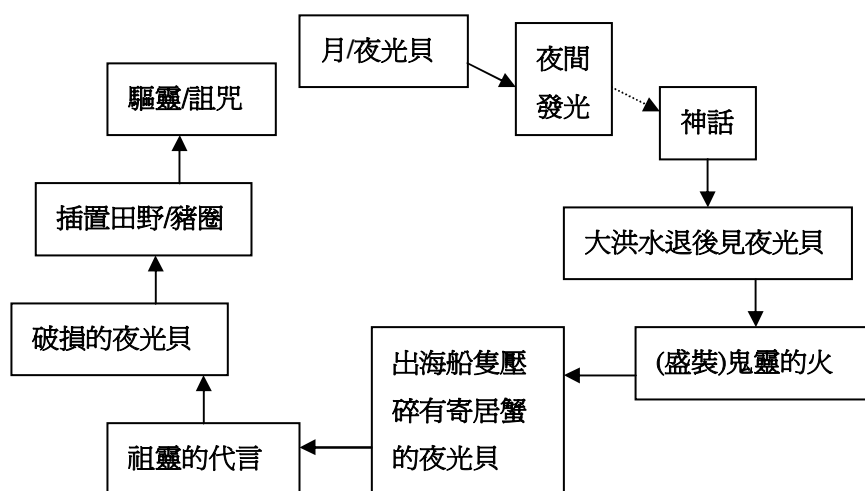 月/夜光貝
夜間
發光
神話
大洪水退後見夜光貝
(盛裝)鬼靈的火
出海船隻壓
碎有寄居蟹
的夜光貝
祖靈的代言
破損的夜光貝
插置田野/豬圈
驅靈/詛咒